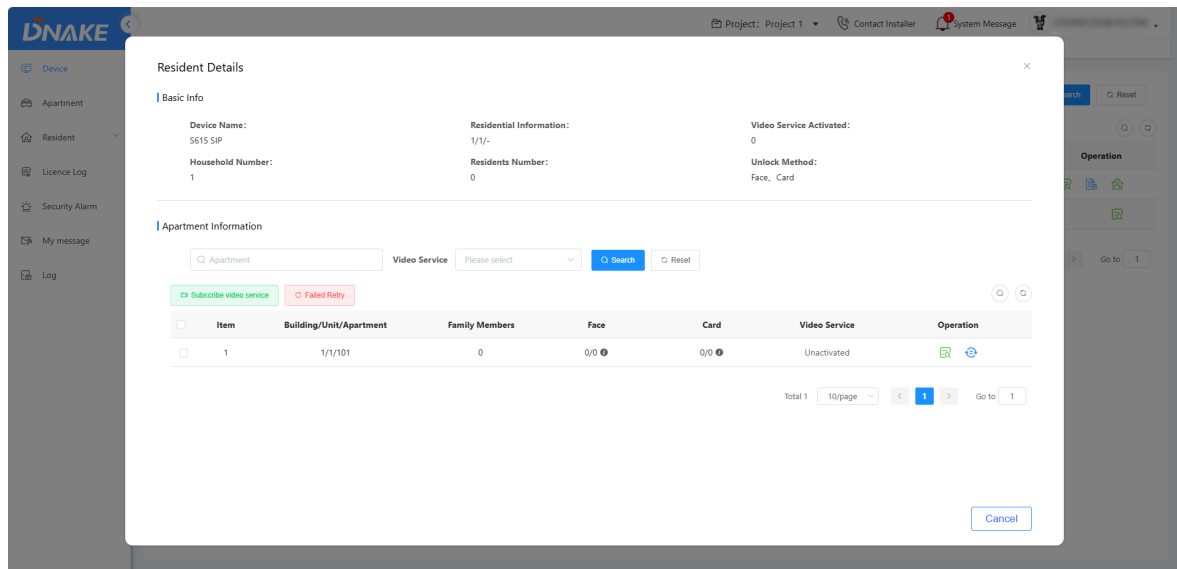 DNAKE
Project: Project 1
Contact Installer
1
System Message
Device
Apartment
Resident
Licence Log
Security Alarm
My message
Log
Resident Details
Basic Info
Device Name:
Residential Information:
Video Service Activated:
S615 SIP
1/1/-
0
Household Number:
Residents Number:
Unlock Method:
1
0
Face、Card
Apartment Information
Apartment
Video Service
Please select
Search
Reset
Subscribe video service
Failed Retry
Item Building/Unit/Apartment Family Members Face Card Video Service Operation
1 1/1/101 0 0/0 0/0 Unactivated
Total 1 10/page < 1 > Go to 1
Cancel
Reset
Operation
> Go to 1